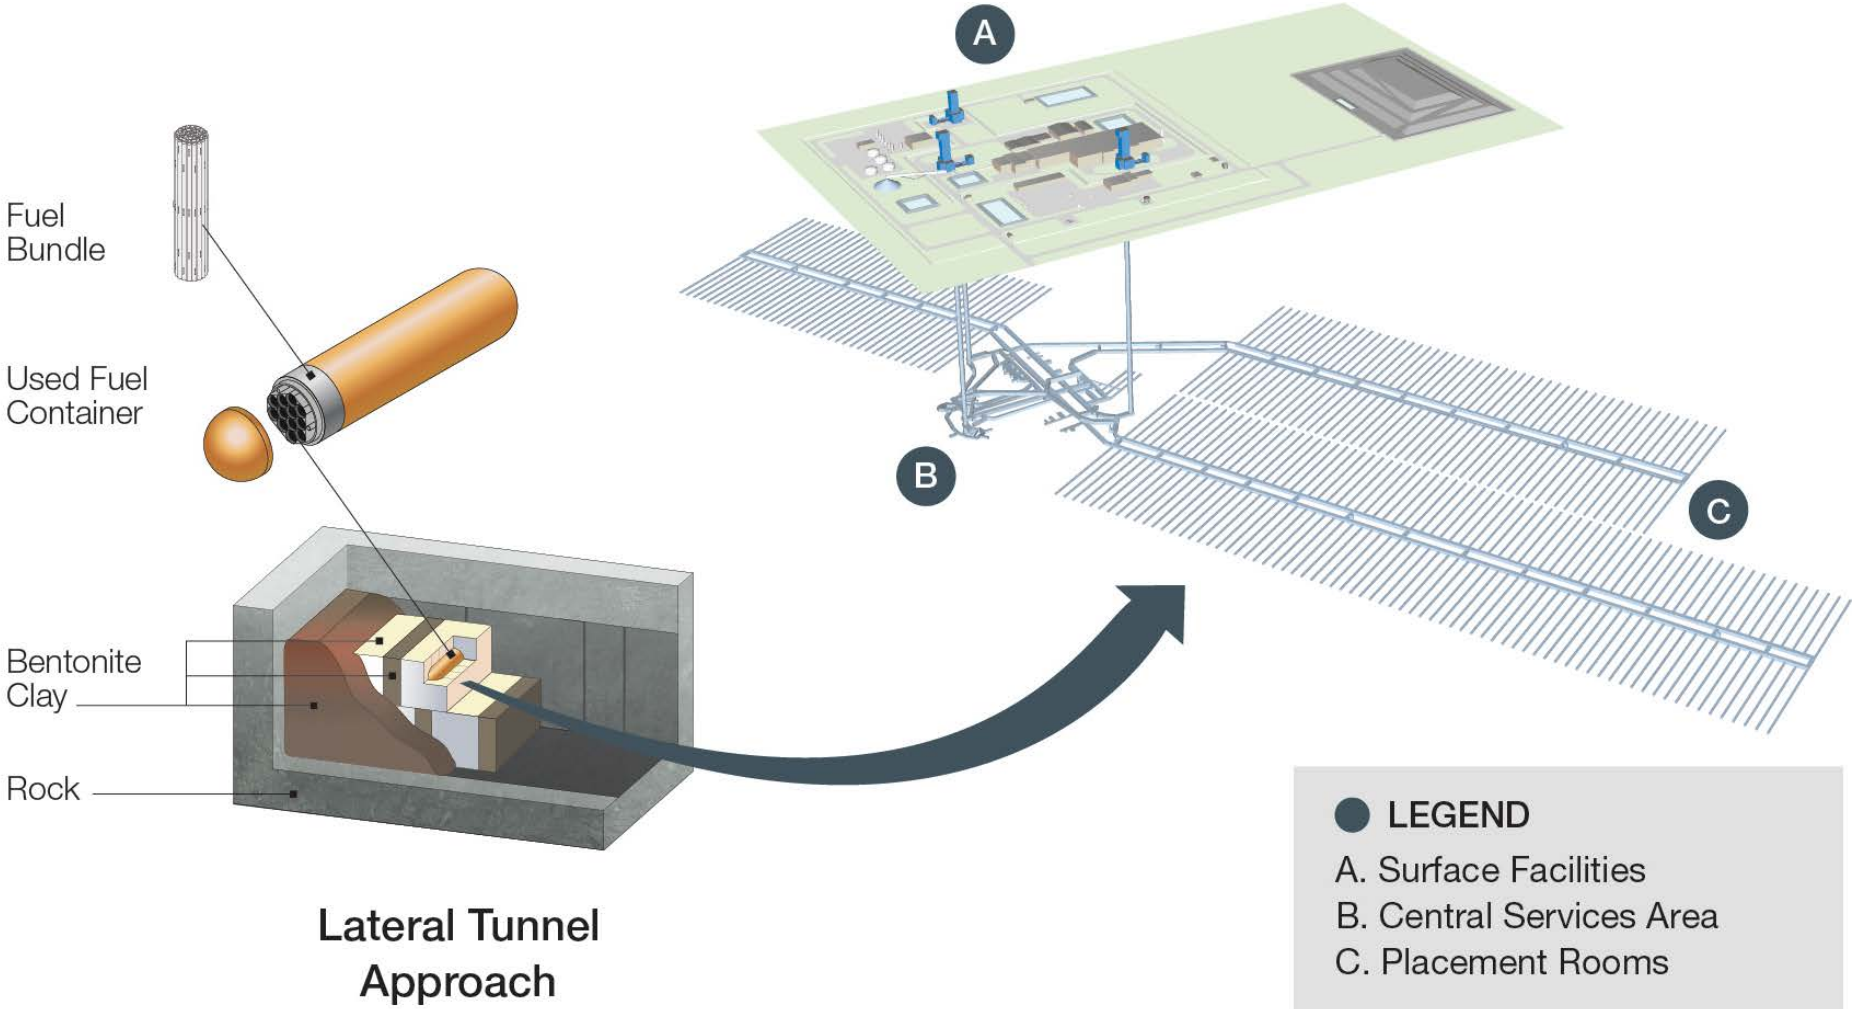 A
Fuel
Bundle
Used Fuel
Container
B
C
Bentonite
Clay
Rock
Lateral Tunnel
Approach
LEGEND
A. Surface Facilities
B. Central Services Area
C. Placement Rooms